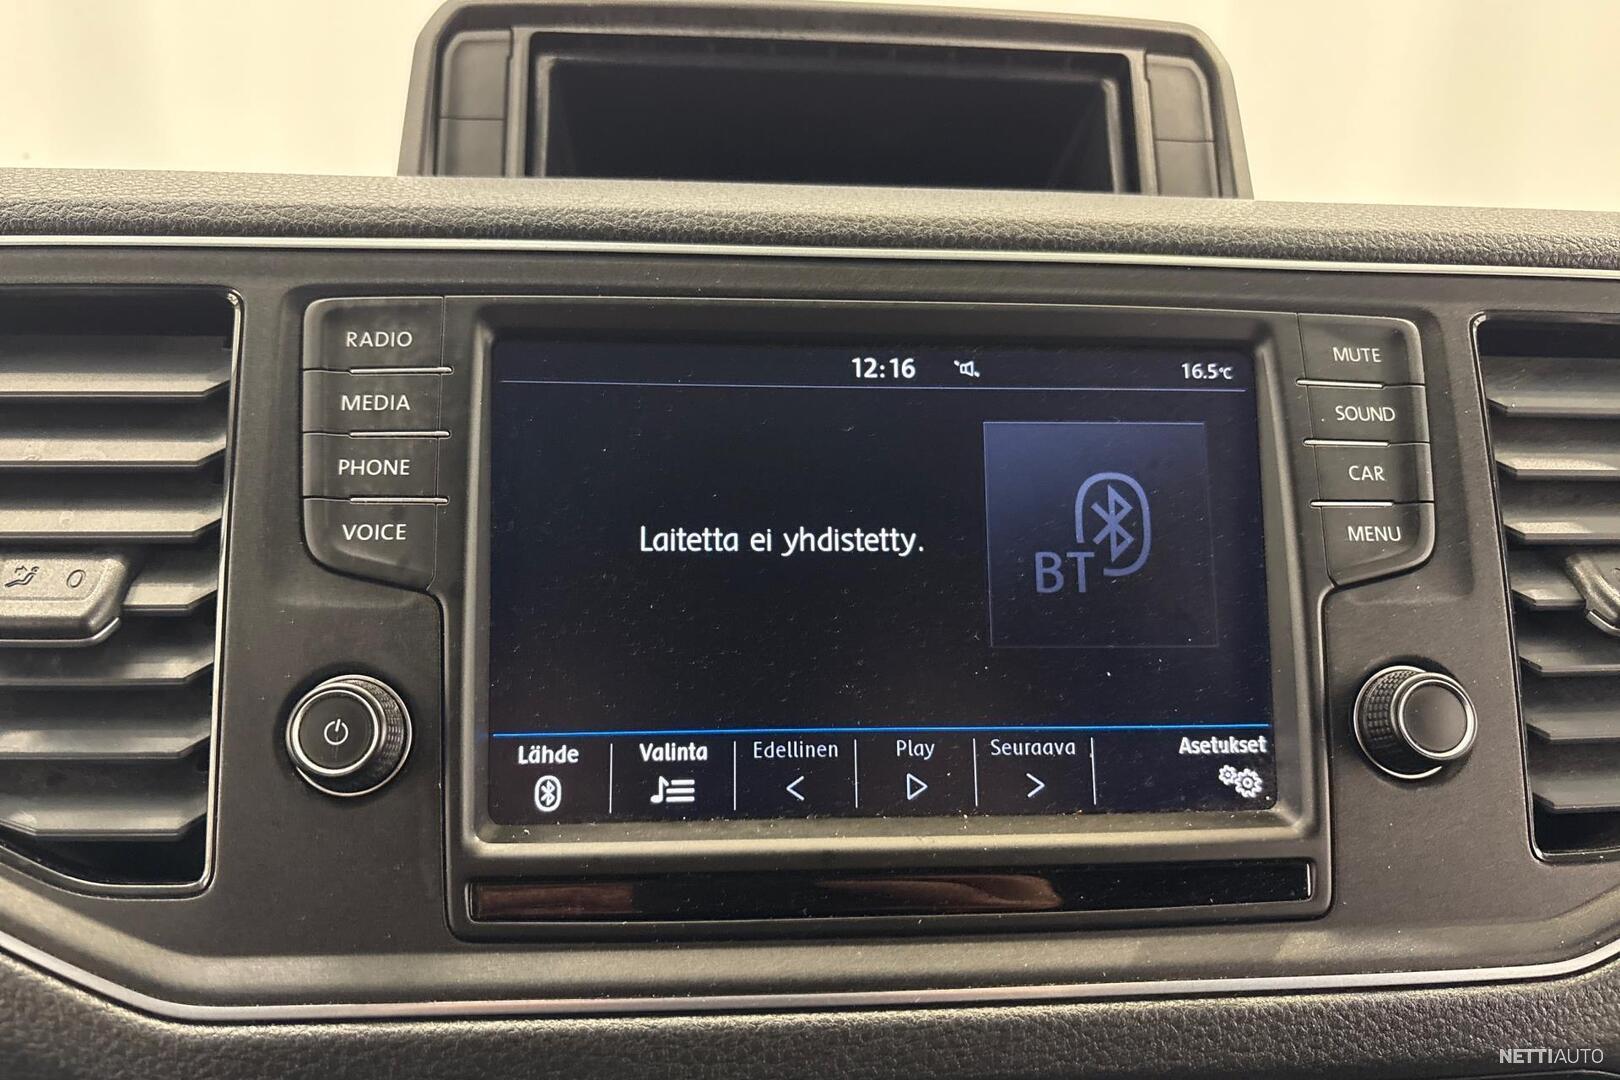 RADIO
MEDIA
PHONE
VOICE
12:16
16.5°C
Laitetta ei yhdistetty.
BT
Lähde
Valinta
Edellinen
Play
Seuraava
Asetukset
MUTE
SOUND
CAR
MENU
0
NETTIAUTO